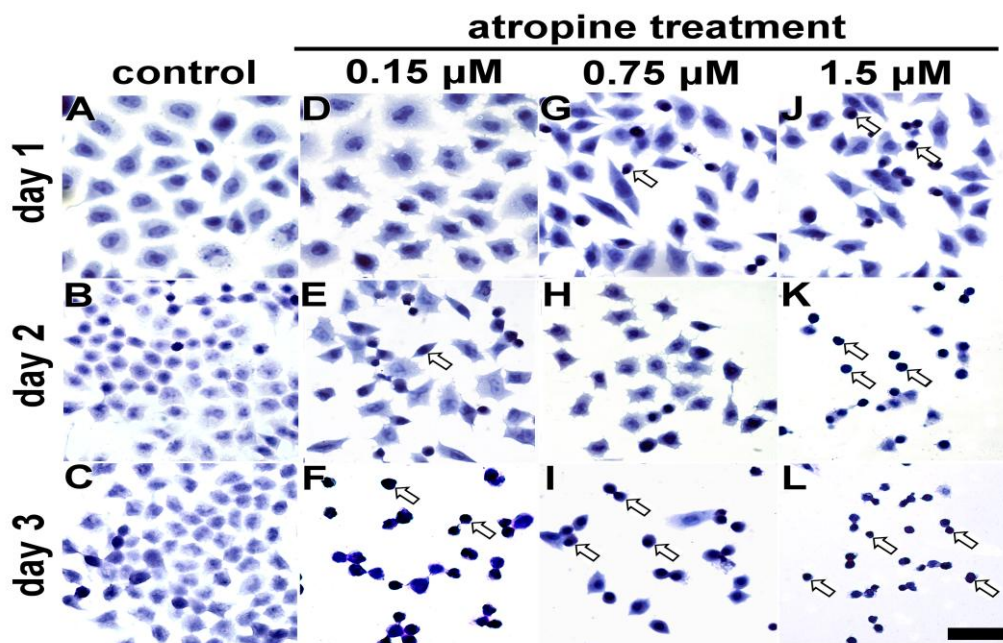 atropine treatment
control 0.15 µM 0.75 µM 1.5 µM
day 1
A D G J
day 2
B E H K
day 3
C F I L